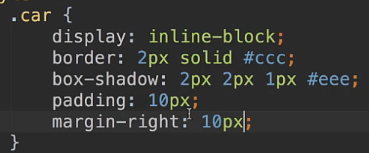 .car {
    display: inline-block;
    border: 2px solid #ccc;
    box-shadow: 2px 2px 1px #eee;
    padding: 10px;
    margin-right: 10px;
}